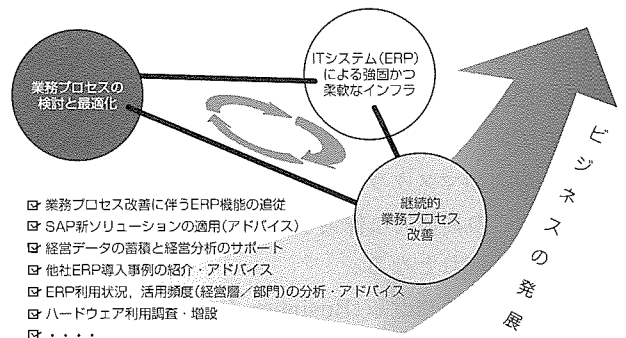 業務プロセスの
検討と最適化
ITシステム(ERP)
による強固かつ
柔軟なインフラ
継続的
業務プロセス
改善
ビジネスの発展
☑ 業務プロセス改善に伴うERP機能の追従
☑ SAP新ソリューションの適用(アドバイス)
☑ 経営データの蓄積と経営分析のサポート
☑ 他社ERP導入事例の紹介・アドバイス
☑ ERP利用状況，活用頻度(経営層／部門)の分析・アドバイス
☑ ハードウェア利用調査・増設
☑ ・・・・